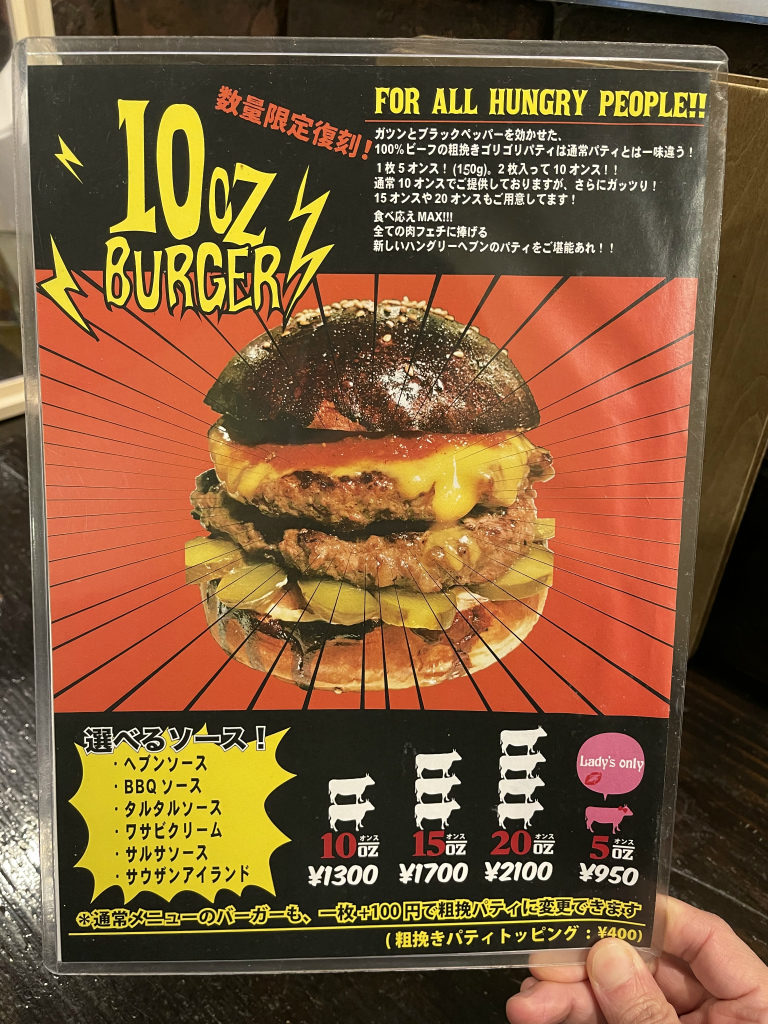 10oz
BURGER
数量限定復刻!
FOR ALL HUNGRY PEOPLE!!
ガツンとブラックペッパーを効かせた、
100%ビーフの粗挽きゴリゴリパティは通常パティとは一味違う!
1枚5オンス!(150g)。2枚入って10オンス!!
通常10オンスでご提供しておりますが、さらにガッツり!
15オンスや20オンスもご用意してます!
食べ応えMAX!!!
全ての肉フェチに捧げる
新しいハングリーヘブンのパティをご堪能あれ!!
選べるソース!
・ヘブンソース
・BBQソース
・タルタルソース
・ワサビクリーム
・サルサソース
・サウザンアイランド
10オンスOZ
¥1300
15オンスOZ
¥1700
20オンスOZ
¥2100
Lady's only
5オンスOZ
¥950
※通常メニューのバーガーも、一枚+100円で粗挽パティに変更できます
(粗挽きパティトッピング:¥400)